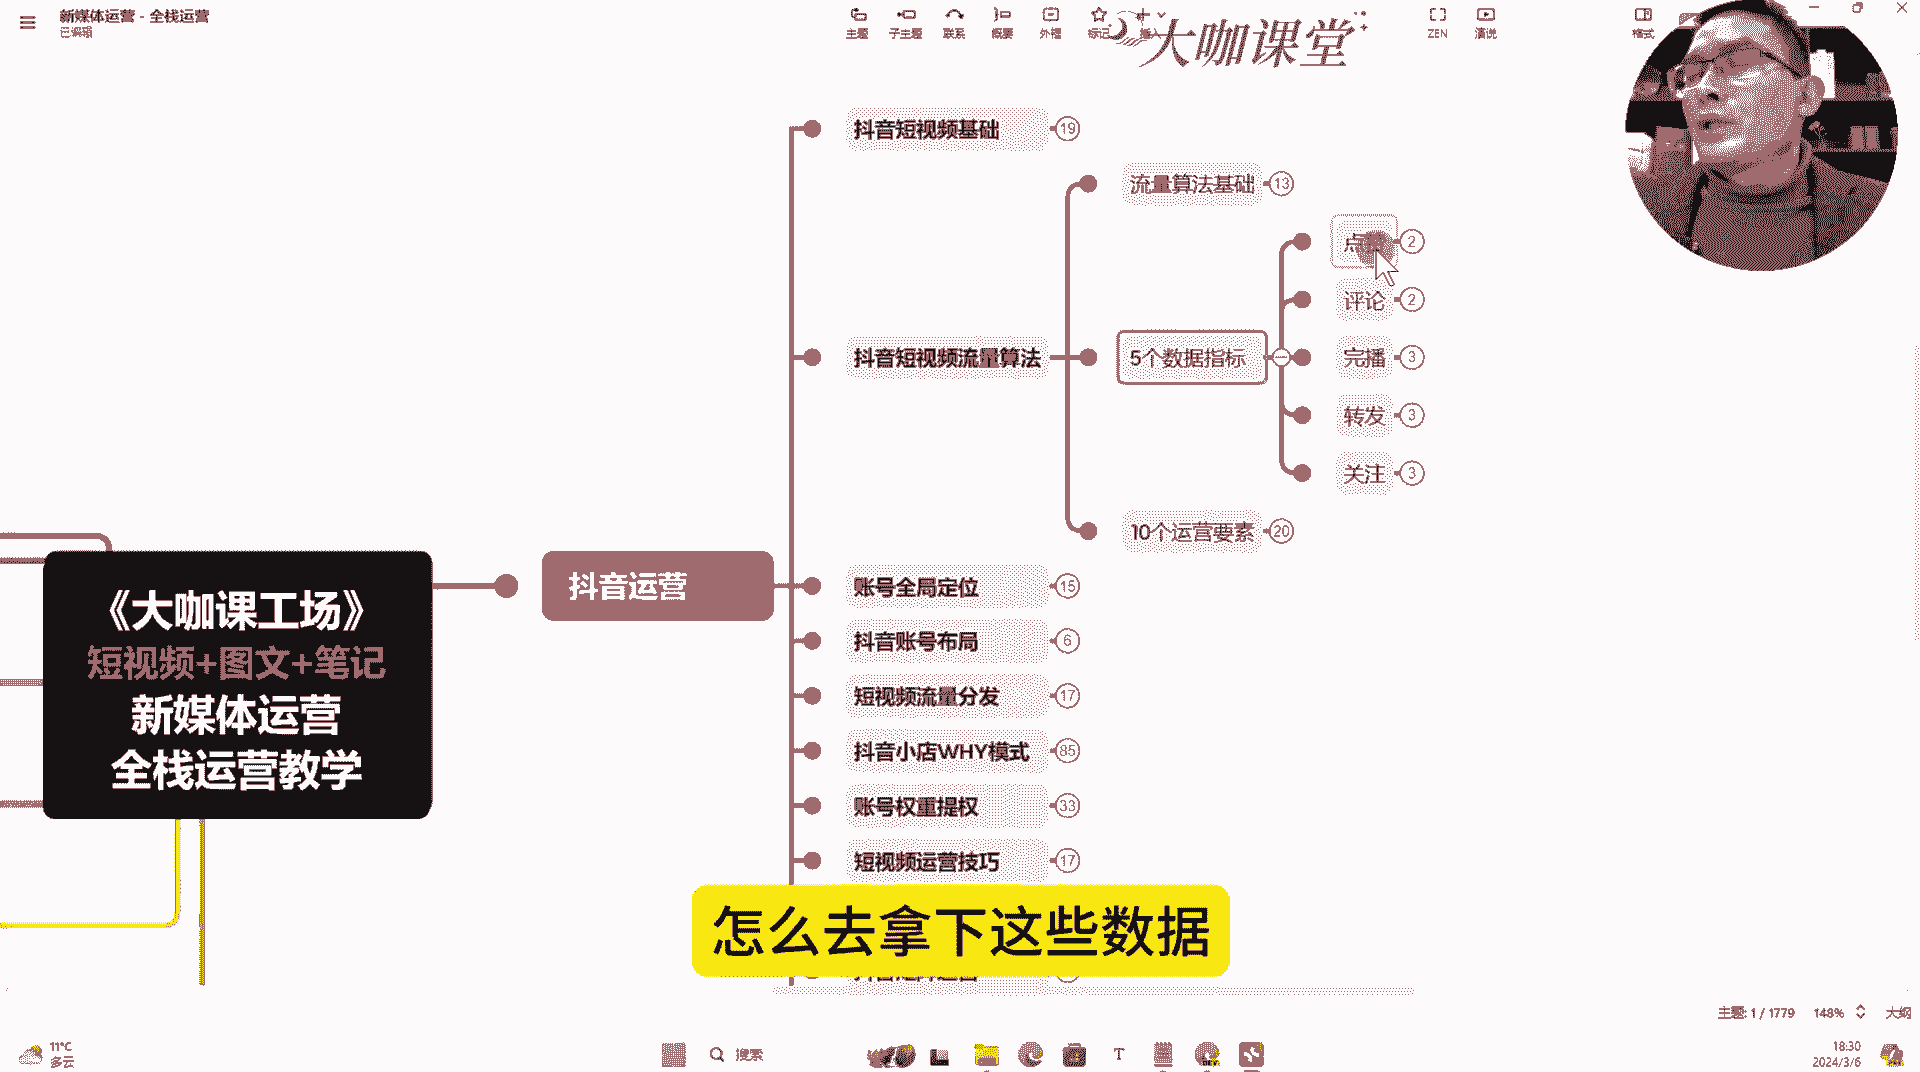 新媒体运营 - 全栈运营
已编辑
主题
子主题
联系
概要
外框
标记
插入
ZEN
演说
格式
大咖课堂
抖音短视频基础
19
流量算法基础
13
2
评论
2
抖音短视频流量算法
5个数据指标
完播
3
转发
3
关注
3
10个运营要素
20
《大咖课工场》
短视频+图文+笔记
新媒体运营
全栈运营教学
抖音运营
账号全局定位
15
抖音账号布局
6
短视频流量分发
17
抖音小店WHY模式
85
账号权重提权
33
短视频运营技巧
17
怎么去拿下这些数据
主题: 1 / 1779
148%
大纲
11°C
多云
搜索
18:30
2024/3/6